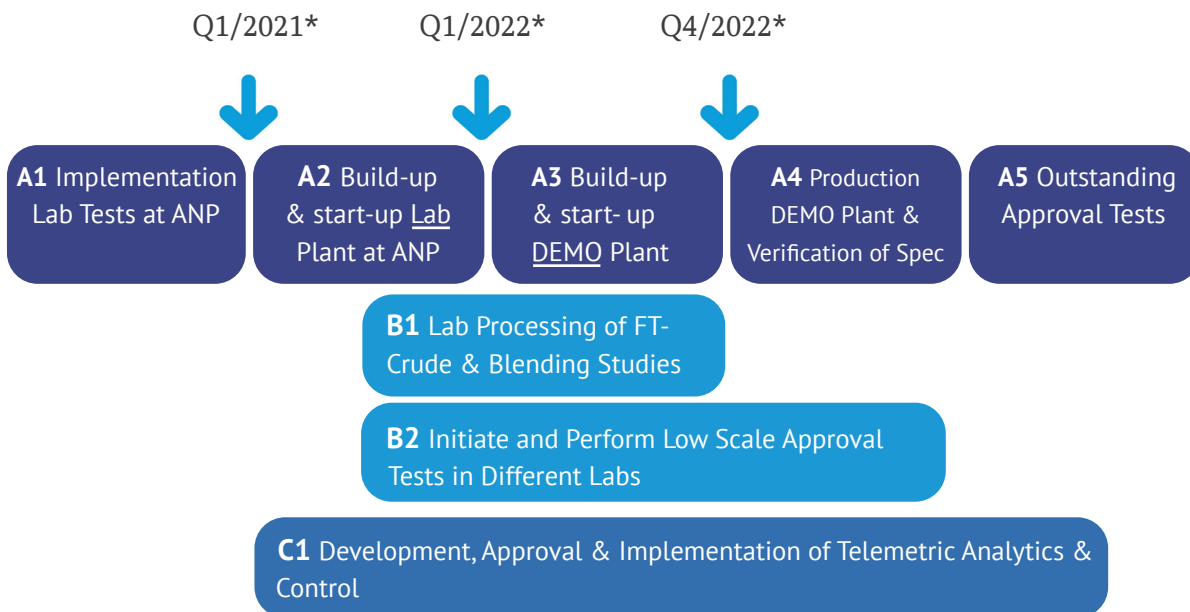 Q1/2021* Q1/2022* Q4/2022*
A1 Implementation
Lab Tests at ANP
A2 Build-up
& start-up Lab
Plant at ANP
A3 Build-up
& start- up
DEMO Plant
A4 Production
DEMO Plant &
Verification of Spec
A5 Outstanding
Approval Tests
B1 Lab Processing of FT-
Crude & Blending Studies
B2 Initiate and Perform Low Scale Approval
Tests in Different Labs
C1 Development, Approval & Implementation of Telemetric Analytics &
Control